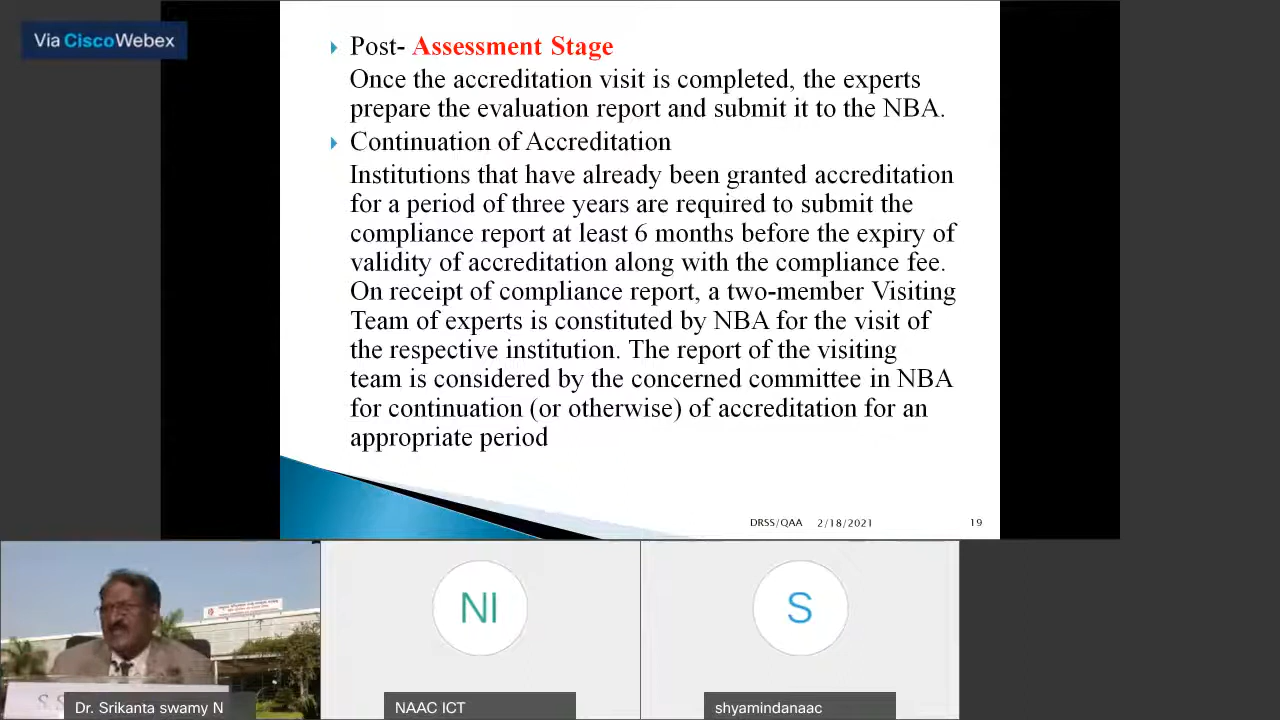 Via CiscoWebex
Post- Assessment Stage
Once the accreditation visit is completed, the experts
prepare the evaluation report and submit it to the NBA.
Continuation of Accreditation
Institutions that have already been granted accreditation
for a period of three years are required to submit the
compliance report at least 6 months before the expiry of
validity of accreditation along with the compliance fee.
On receipt of compliance report, a two-member Visiting
Team of experts is constituted by NBA for the visit of
the respective institution. The report of the visiting
team is considered by the concerned committee in NBA
for continuation (or otherwise) of accreditation for an
appropriate period
DRSS/QAA 2/18/2021 19
NI
S
Dr. Srikanta swamy N
NAAC ICT
shyamindanaac